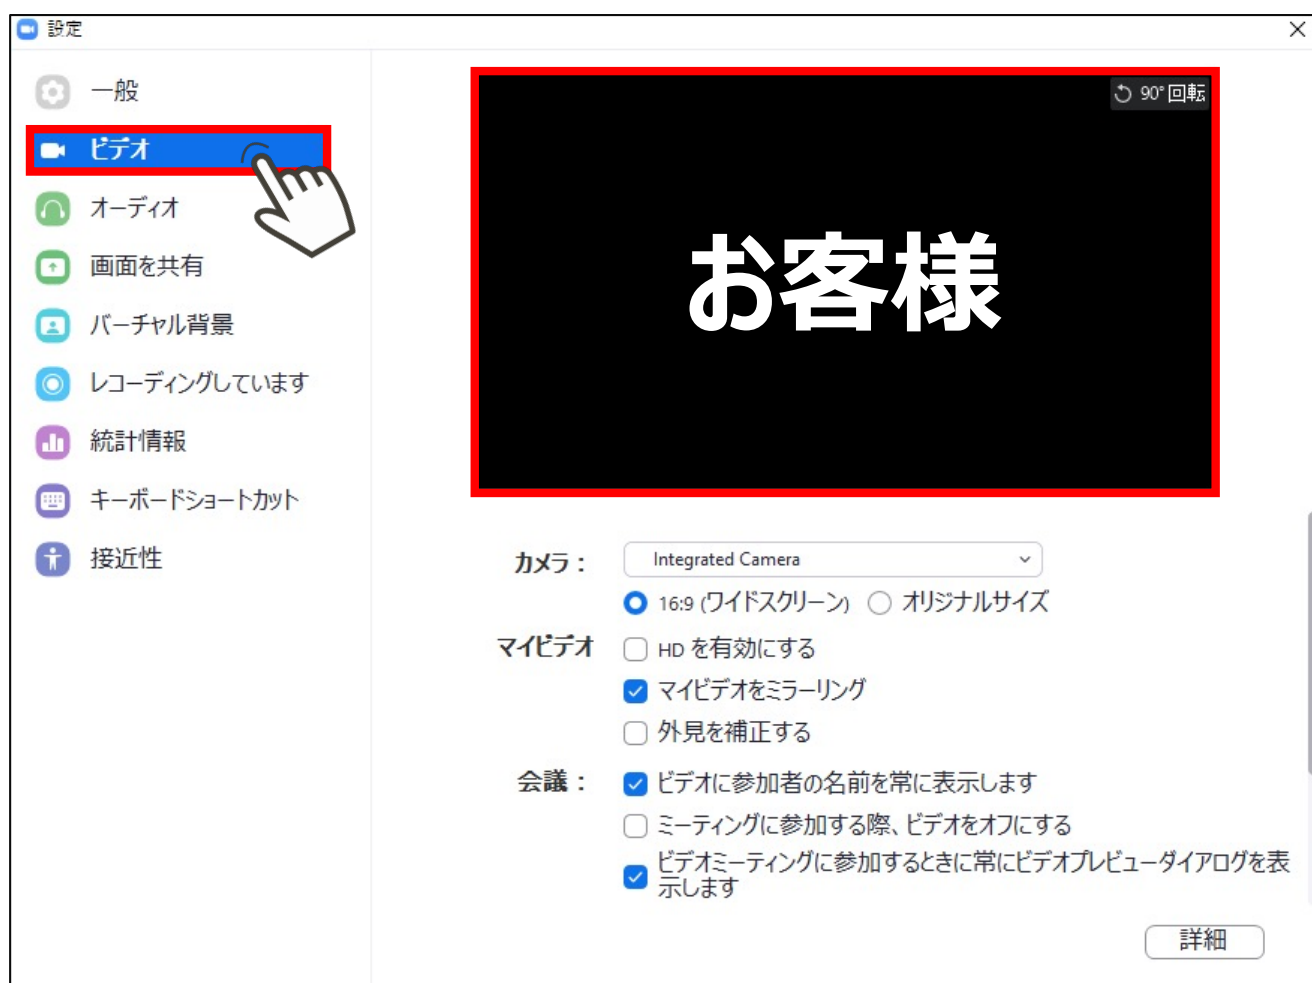 設定
一般
ビデオ
オーディオ
画面を共有
バーチャル背景
レコーディングしています
統計情報
キーボードショートカット
接近性
90°回転
お客様
カメラ： Integrated Camera
16:9 (ワイドスクリーン) オリジナルサイズ
マイビデオ HD を有効にする
マイビデオをミラーリング
外見を補正する
会議： ビデオに参加者の名前を常に表示します
ミーティングに参加する際、ビデオをオフにする
ビデオミーティングに参加するときに常にビデオプレビューダイアログを表
示します
詳細